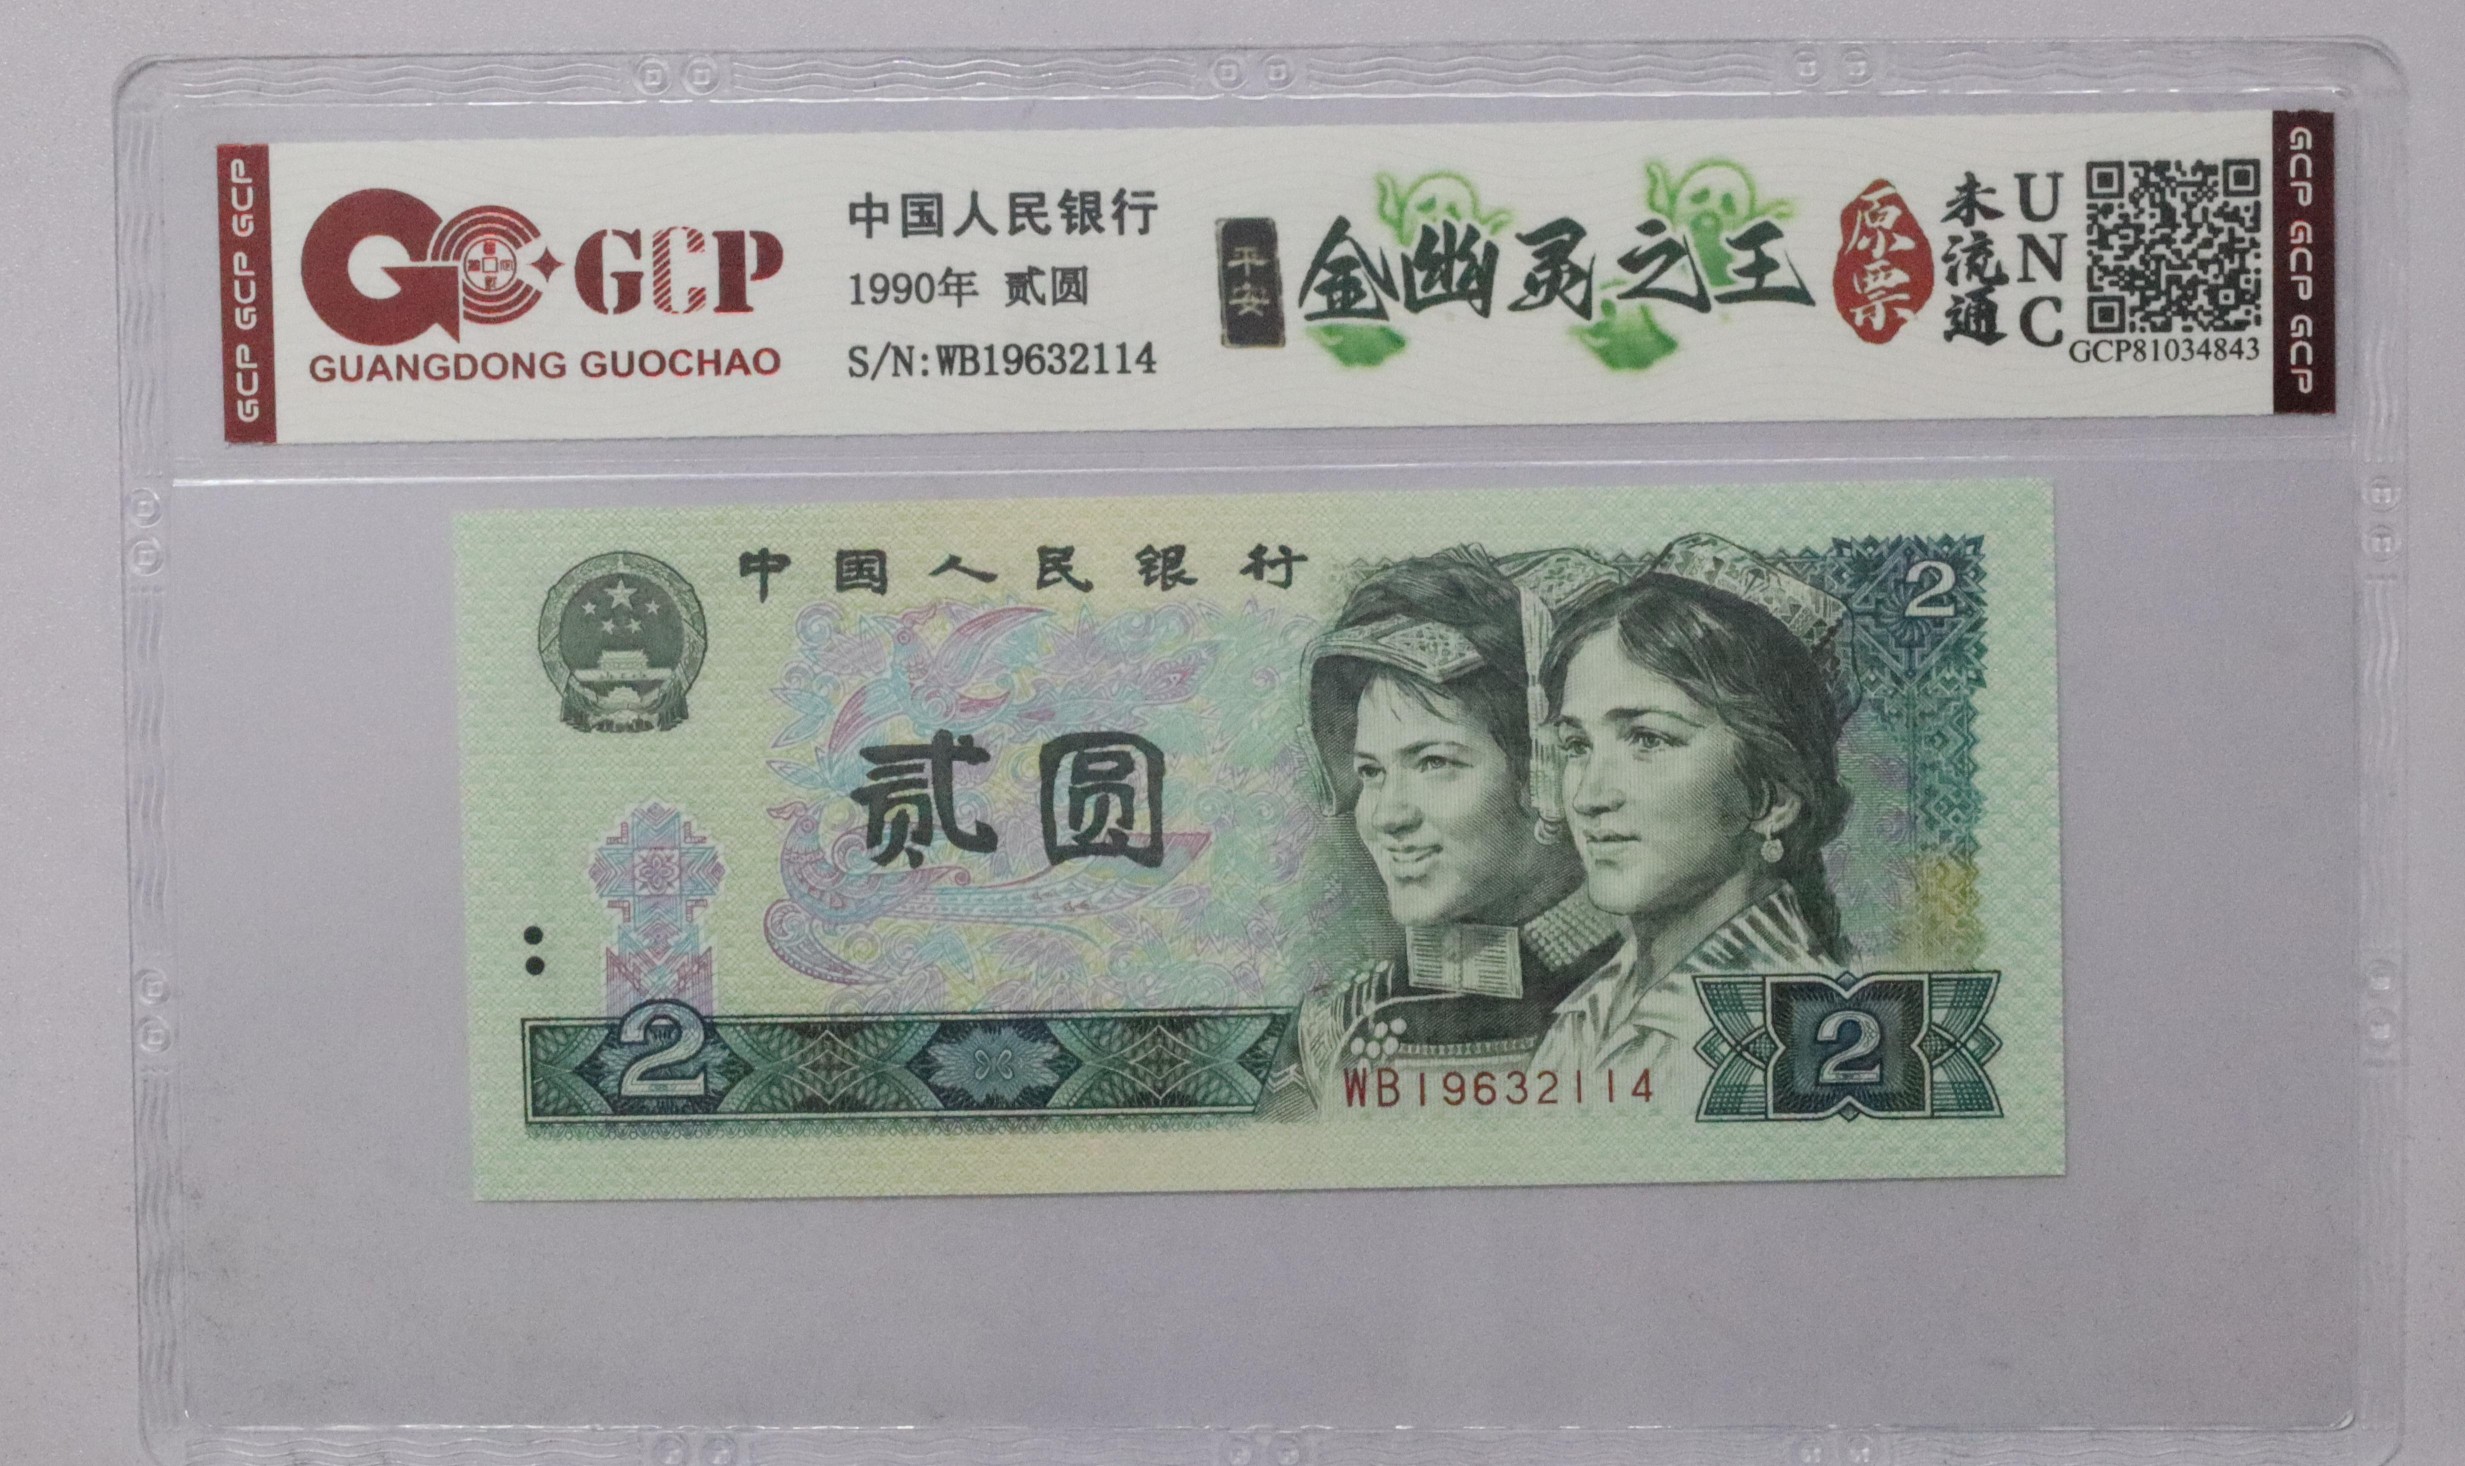 GCP GCP GCP
GCP
GUANGDONG GUOCHAO
中国人民银行
1990年 贰圆
S/N:WB19632114
平安
金幽灵之王
原票
未流通
UNC
GCP81034843
GCP GCP GCP
中国人民银行
2
贰圆
2
WB19632114
2